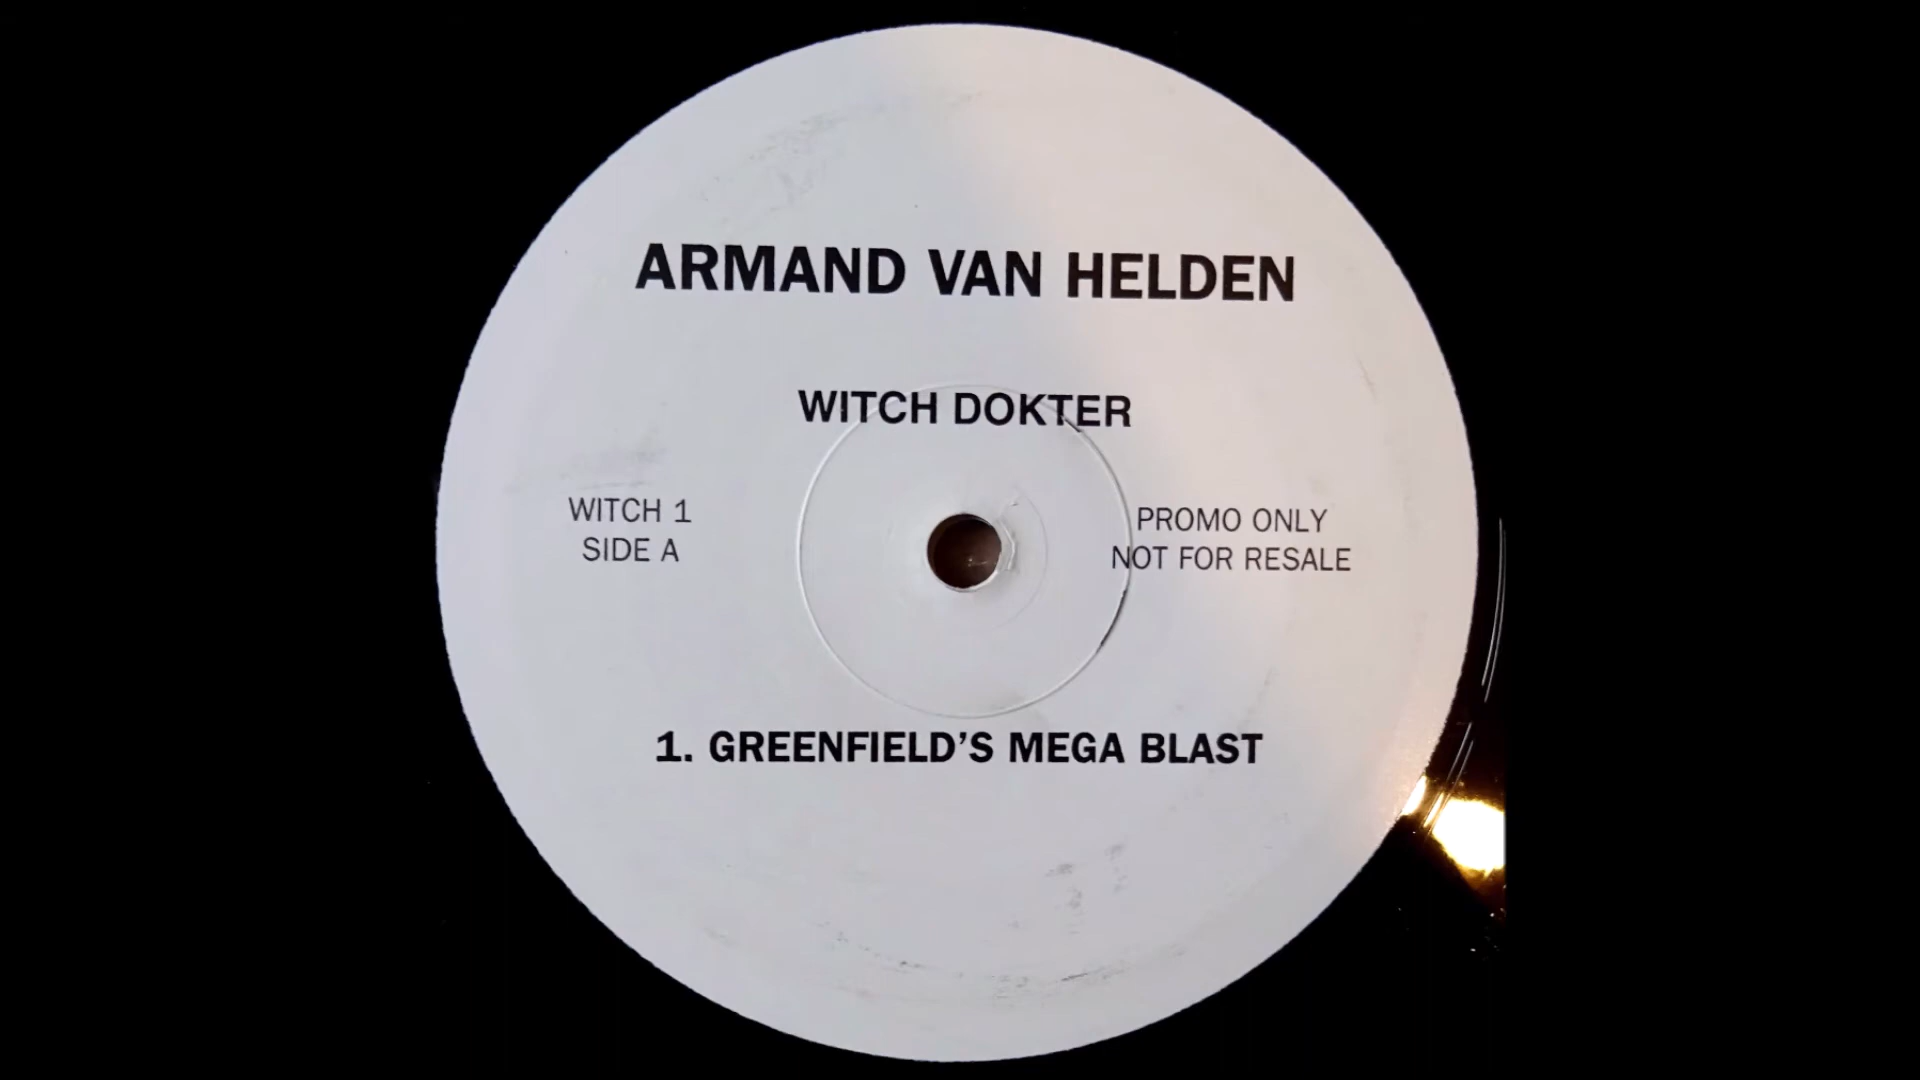 ARMAND VAN HELDEN
WITCH DOKTER
WITCH 1
SIDE A
PROMO ONLY
NOT FOR RESALE
1. GREENFIELD'S MEGA BLAST